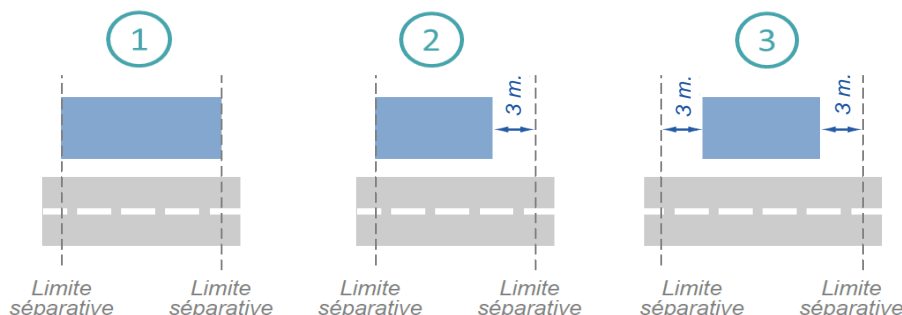 1
2
3
3 m.
3 m.
3 m.
Limite
séparative
Limite
séparative
Limite
séparative
Limite
séparative
Limite
séparative
Limite
séparative